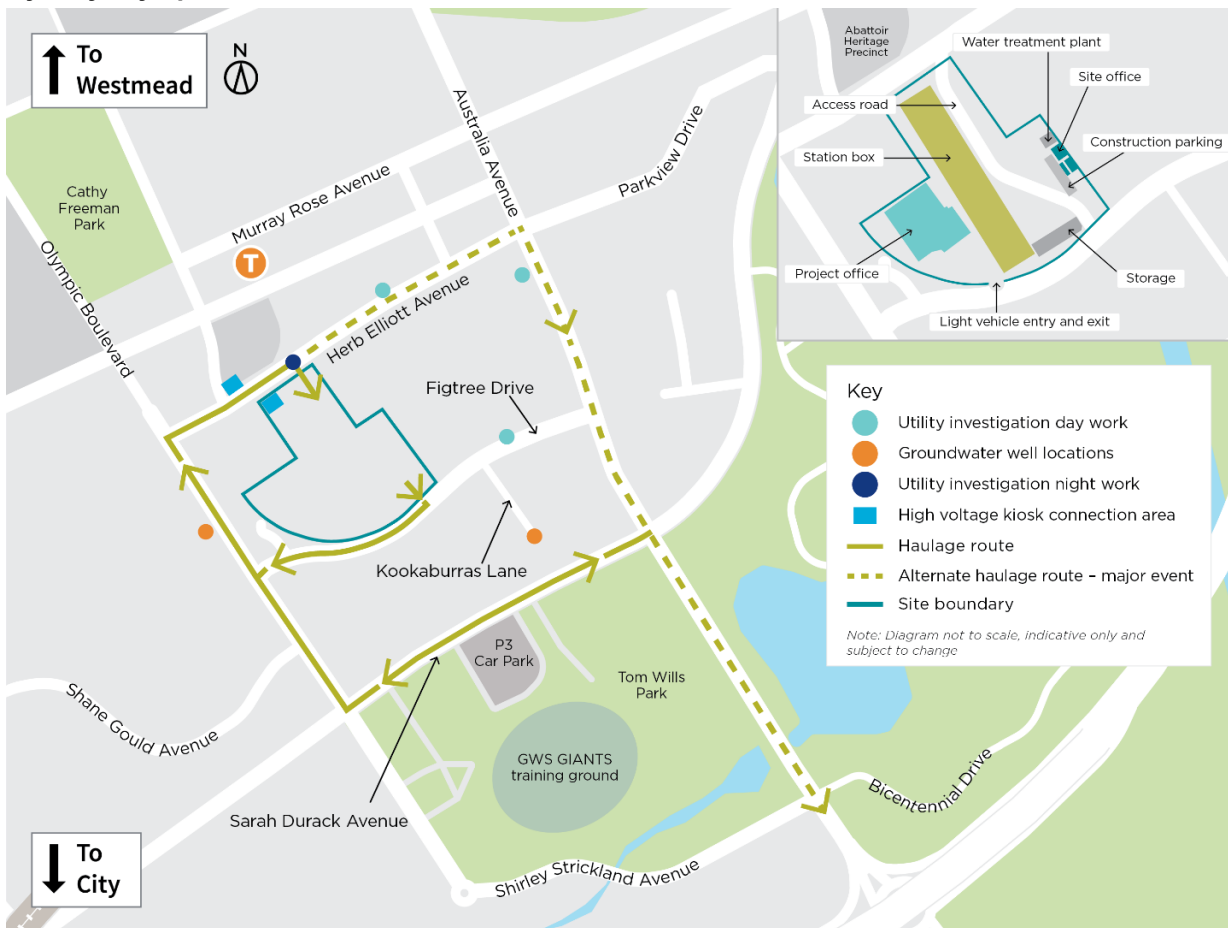 To
Westmead
N
Australia Avenue
Parkview Drive
Murray Rose Avenue
Cathy
Freeman
Park
Olympic Boulevard
T
Herb Elliott Avenue
Figtree Drive
Kookaburras Lane
P3
Car Park
Tom Wills
Park
Shane Gould Avenue
GWS GIANTS
training ground
Sarah Durack Avenue
Bicentennial Drive
Shirley Strickland Avenue
To
City
Abattoir
Heritage
Precinct
Water treatment plant
Site office
Access road
Construction parking
Station box
Project office
Storage
Light vehicle entry and exit
Key
Utility investigation day work
Groundwater well locations
Utility investigation night work
High voltage kiosk connection area
Haulage route
Alternate haulage route – major event
Site boundary
Note: Diagram not to scale, indicative only and
subject to change